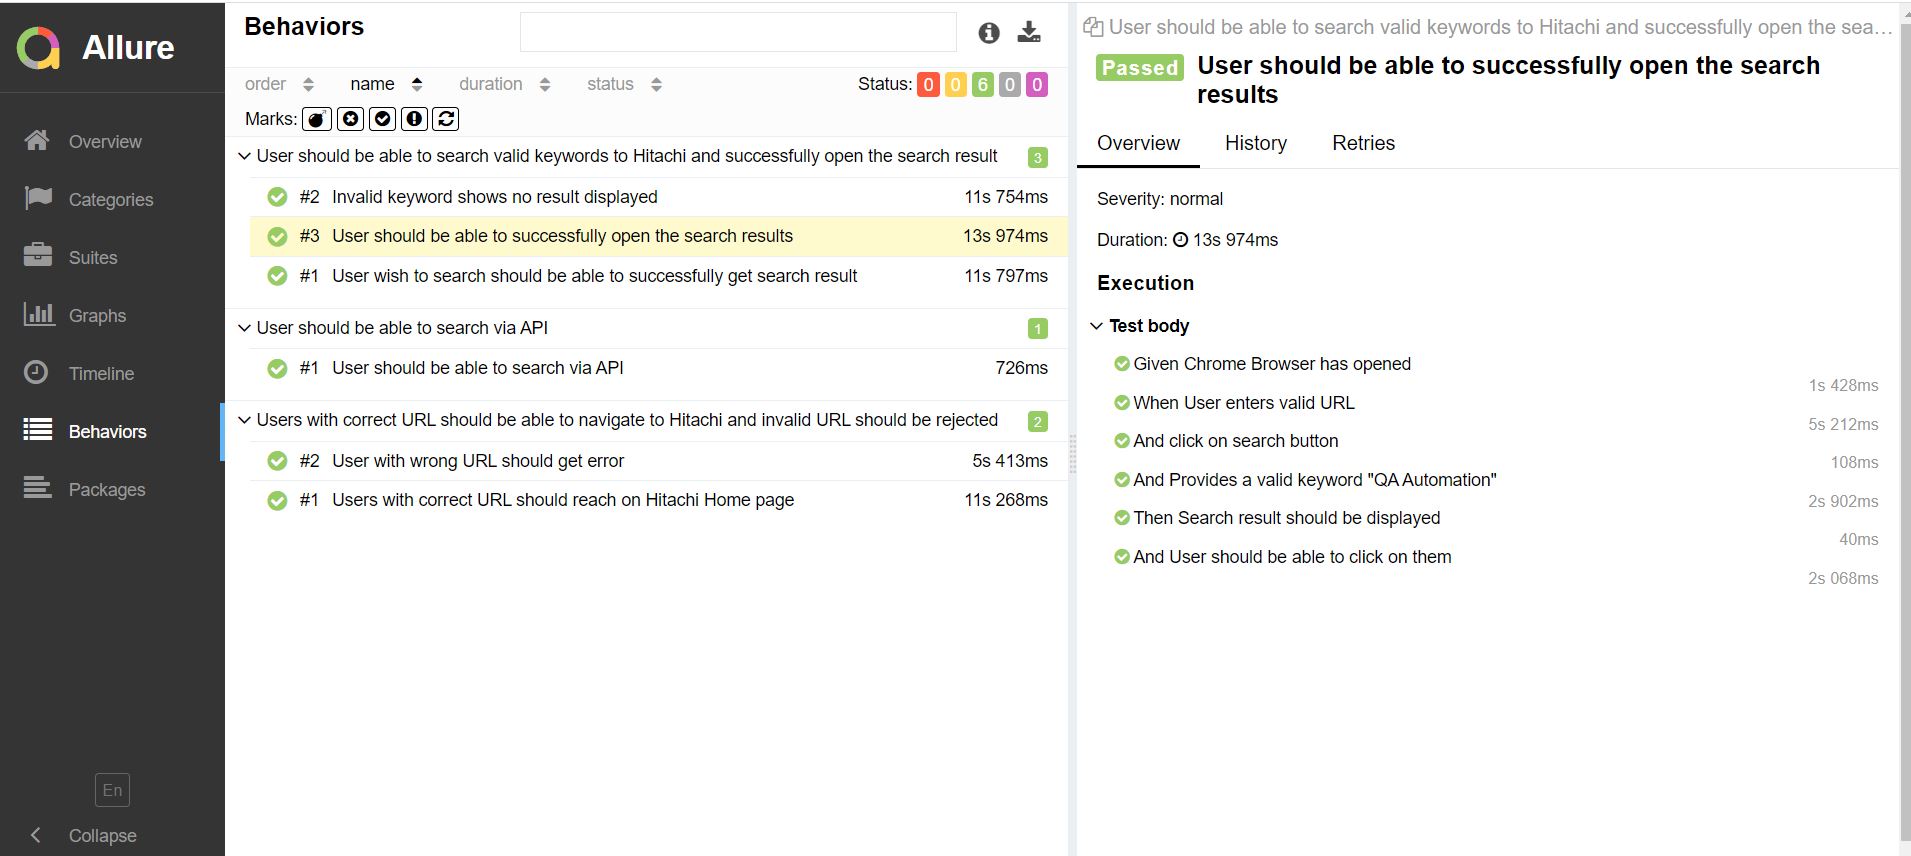 Allure
Overview
Categories
Suites
Graphs
Timeline
Behaviors
Packages
En
Collapse
Behaviors
order name duration status Status: 0 0 6 0 0
Marks:
User should be able to search valid keywords to Hitachi and successfully open the search result 3
#2 Invalid keyword shows no result displayed 11s 754ms
#3 User should be able to successfully open the search results 13s 974ms
#1 User wish to search should be able to successfully get search result 11s 797ms
User should be able to search via API 1
#1 User should be able to search via API 726ms
Users with correct URL should be able to navigate to Hitachi and invalid URL should be rejected 2
#2 User with wrong URL should get error 5s 413ms
#1 Users with correct URL should reach on Hitachi Home page 11s 268ms
User should be able to search valid keywords to Hitachi and successfully open the sea…
Passed User should be able to successfully open the search
results
Overview History Retries
Severity: normal
Duration: 13s 974ms
Execution
Test body
Given Chrome Browser has opened
1s 428ms
When User enters valid URL
5s 212ms
And click on search button
108ms
And Provides a valid keyword "QA Automation"
2s 902ms
Then Search result should be displayed
40ms
And User should be able to click on them
2s 068ms